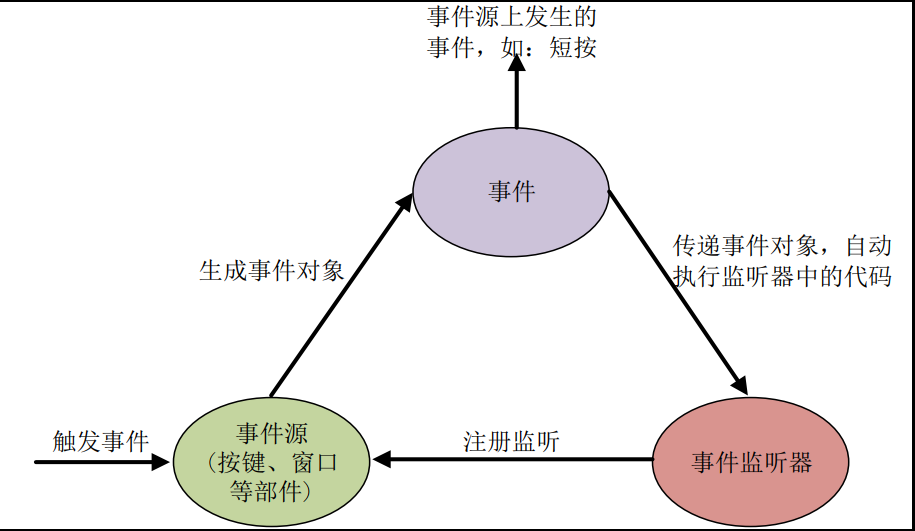 事件源上发生的
事件，如：短按
事件
生成事件对象
传递事件对象，自动
执行监听器中的代码
触发事件
事件源
（按键、窗口
等部件）
注册监听
事件监听器